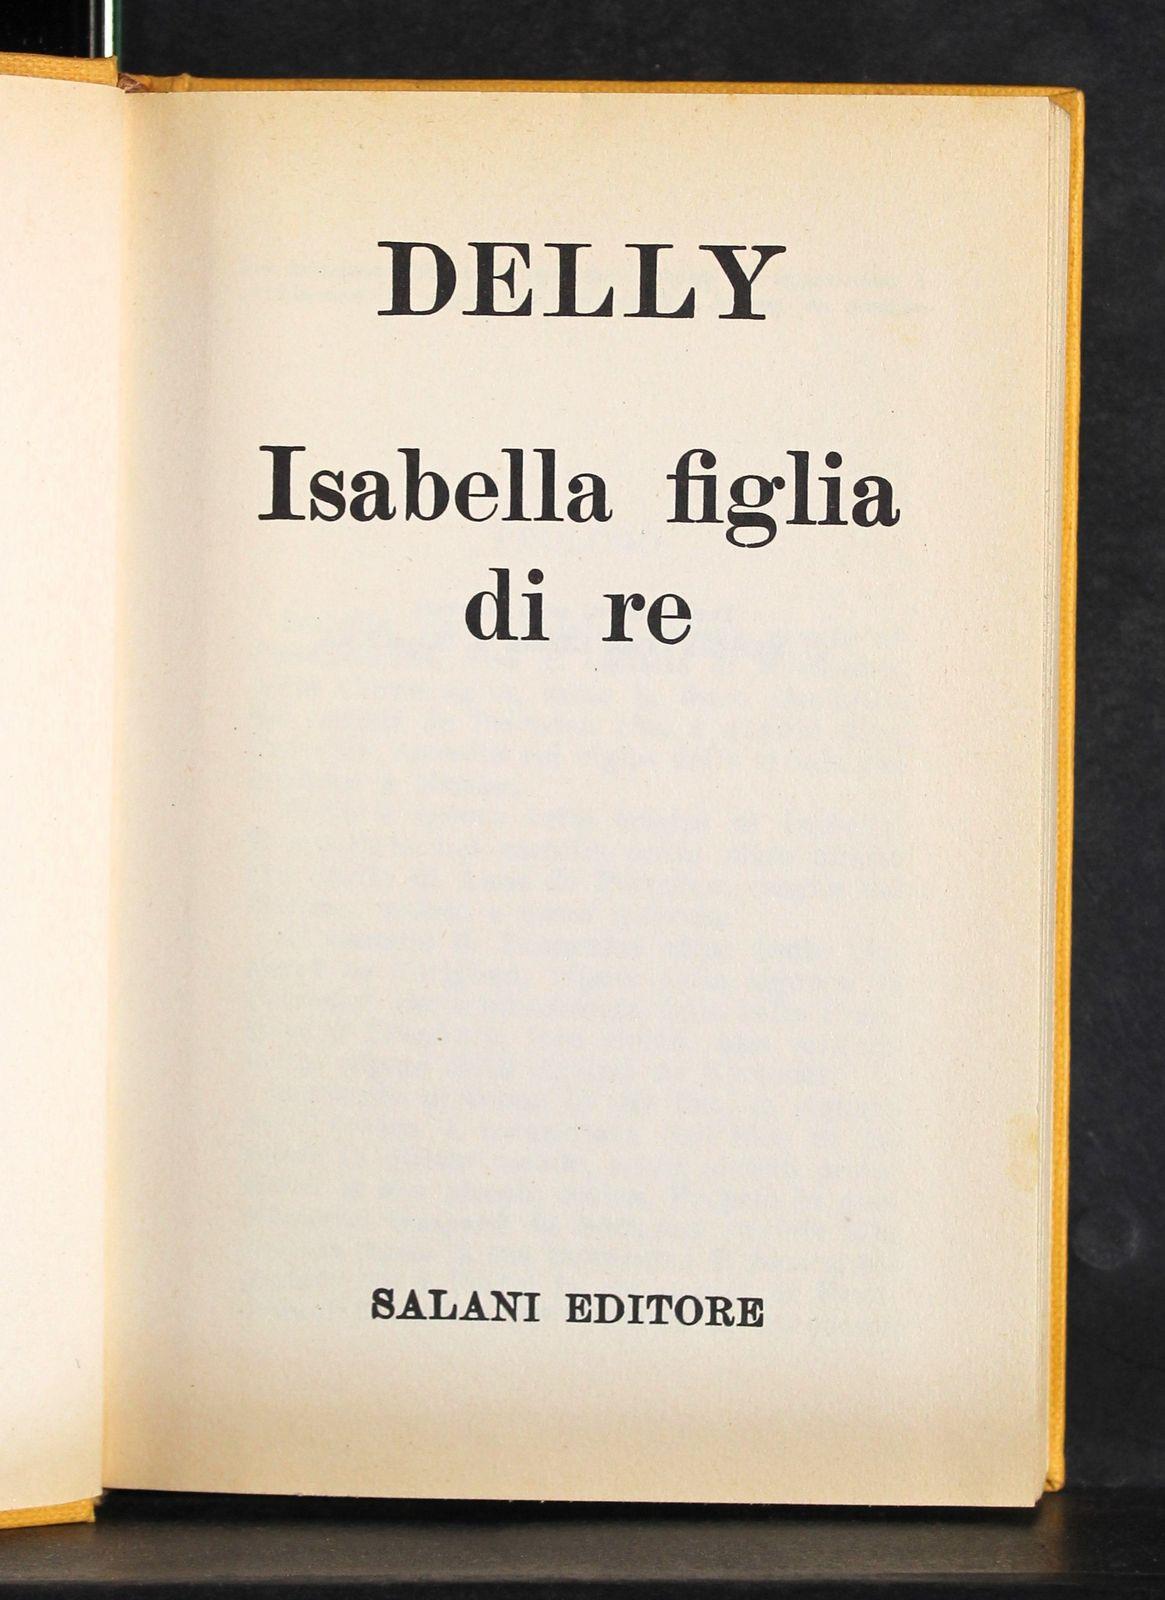 DELLY
Isabella figlia
di re
SALANI EDITORE